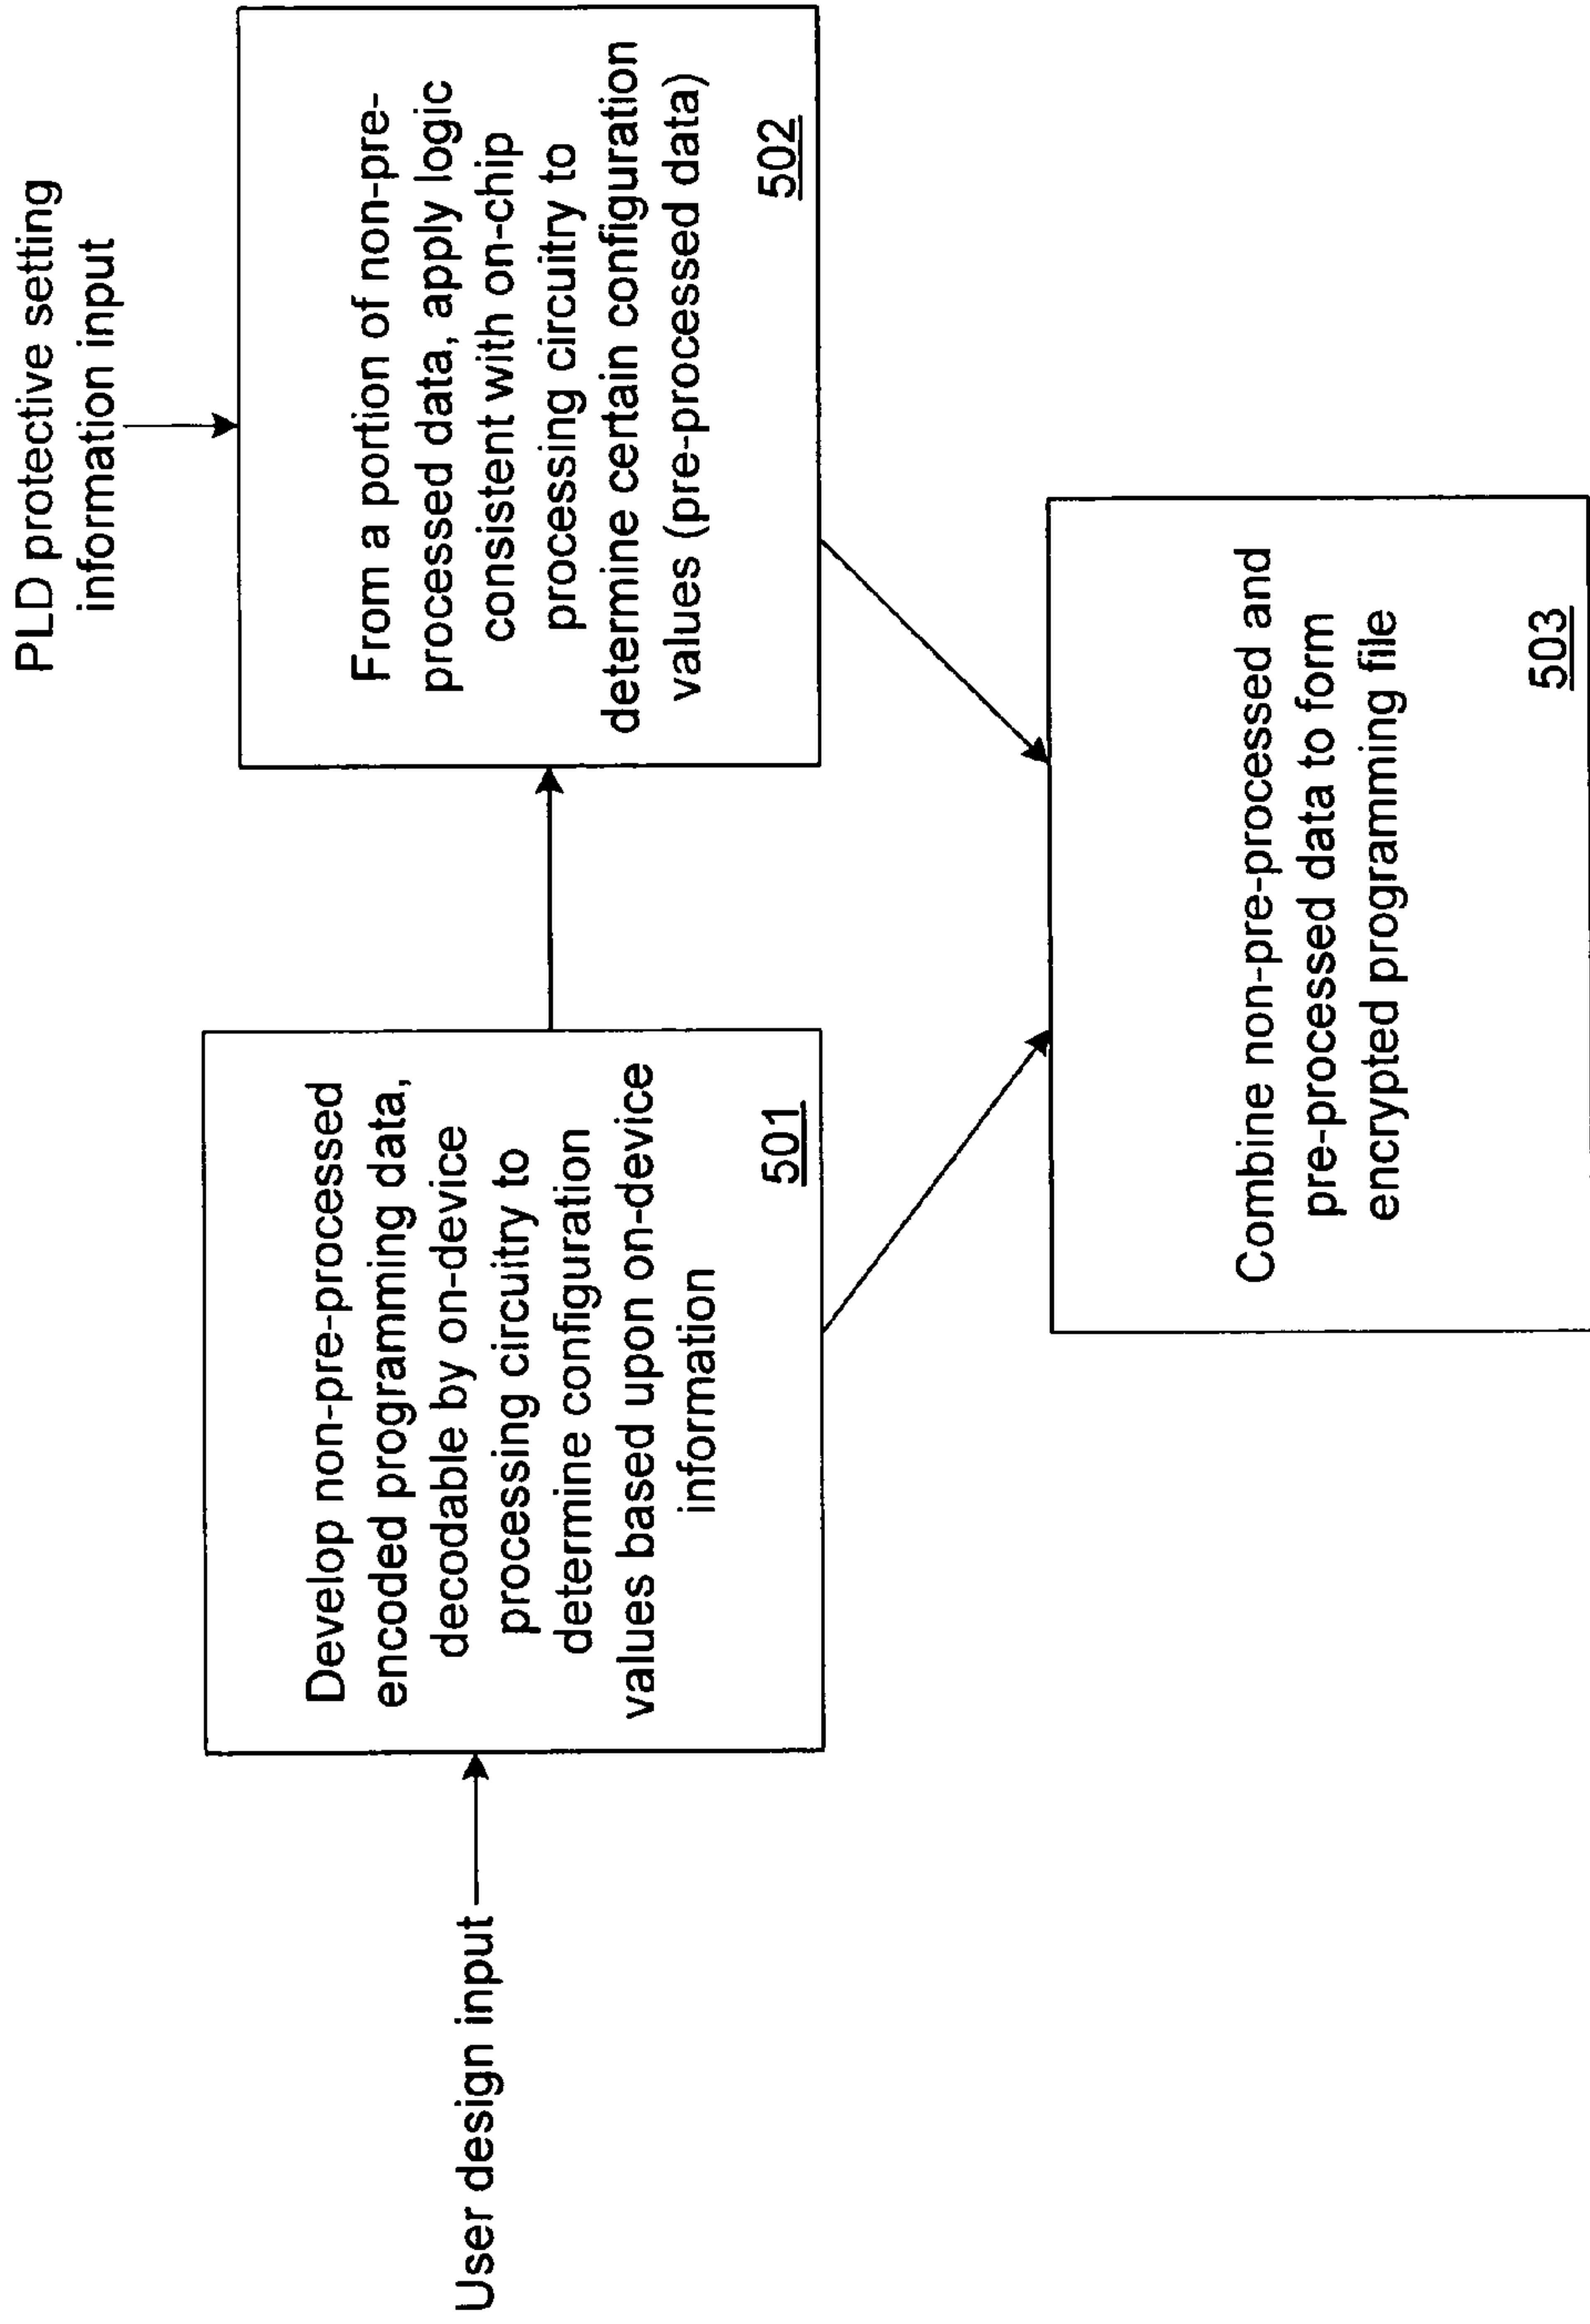 PLD protective setting
information input
User design input
Develop non-pre-processed
encoded programming data,
decodable by on-device
processing circuitry to
determine configuration
values based upon on-device
information
501
From a portion of non-pre-
processed data, apply logic
consistent with on-chip
processing circuitry to
determine certain configuration
values (pre-processed data)
502
Combine non-pre-processed and
pre-processed data to form
encrypted programming file
503